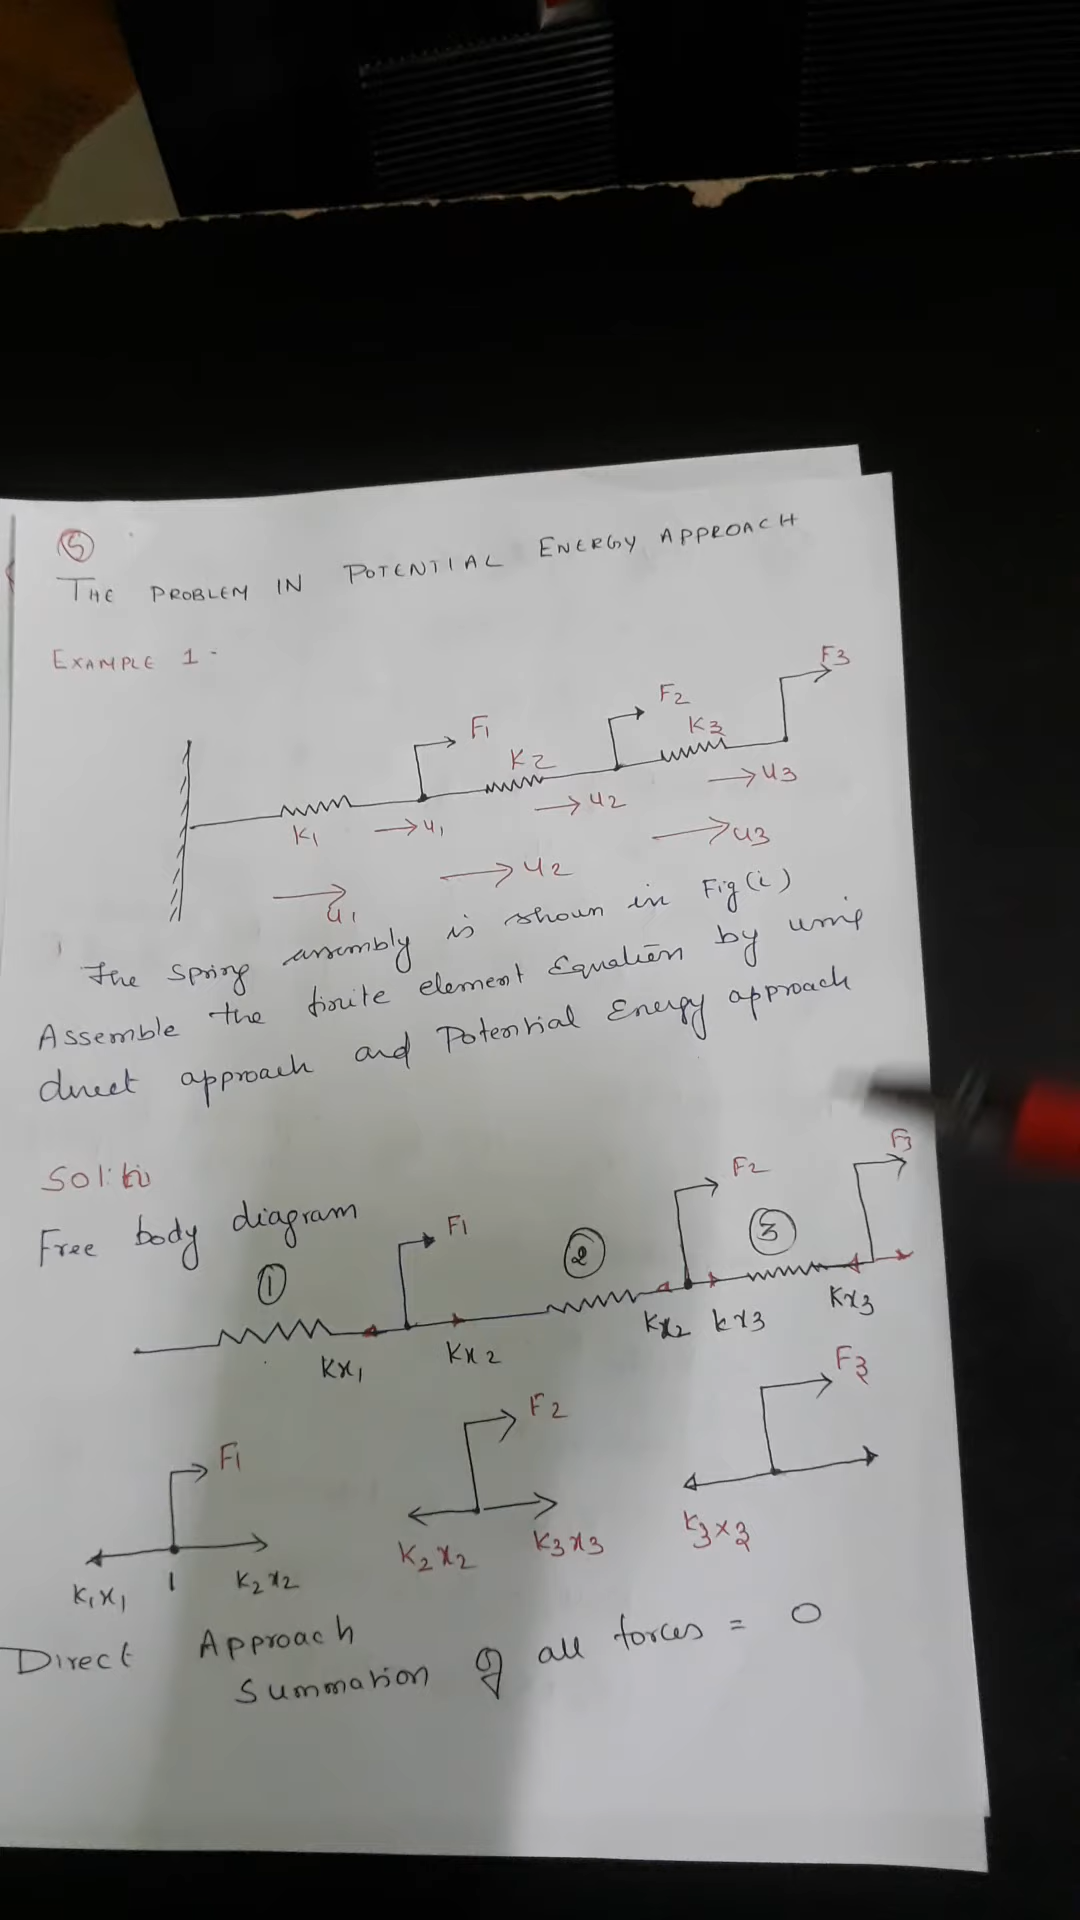 5
THE PROBLEM IN POTENTIAL ENERGY APPROACH
EXAMPLE 1 -
F3
F2
F1
K3
K2
K1
u1
u2
u3
u1
u2
u3
The spring assembly is shown in Fig(i)
Assemble the finite element Equation by using
direct approach and Potential Energy approach
Free body diagram
F1
F2
F3
1
2
3
Kx1
Kx2
Kx2
Kx3
Kx3
F1
F2
F3
K1x1
1
K2x2
K2x2
K3x3
K3x3
Direct Approach
Summation of all forces = 0